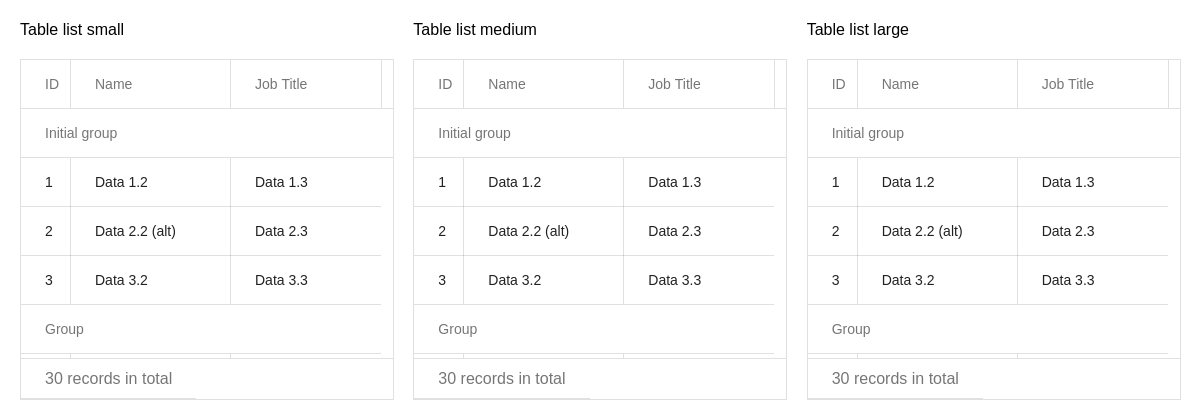 Table list small
ID Name Job Title
Initial group
1 Data 1.2 Data 1.3
2 Data 2.2 (alt) Data 2.3
3 Data 3.2 Data 3.3
Group
30 records in total
Table list medium
ID Name Job Title
Initial group
1 Data 1.2 Data 1.3
2 Data 2.2 (alt) Data 2.3
3 Data 3.2 Data 3.3
Group
30 records in total
Table list large
ID Name Job Title
Initial group
1 Data 1.2 Data 1.3
2 Data 2.2 (alt) Data 2.3
3 Data 3.2 Data 3.3
Group
30 records in total